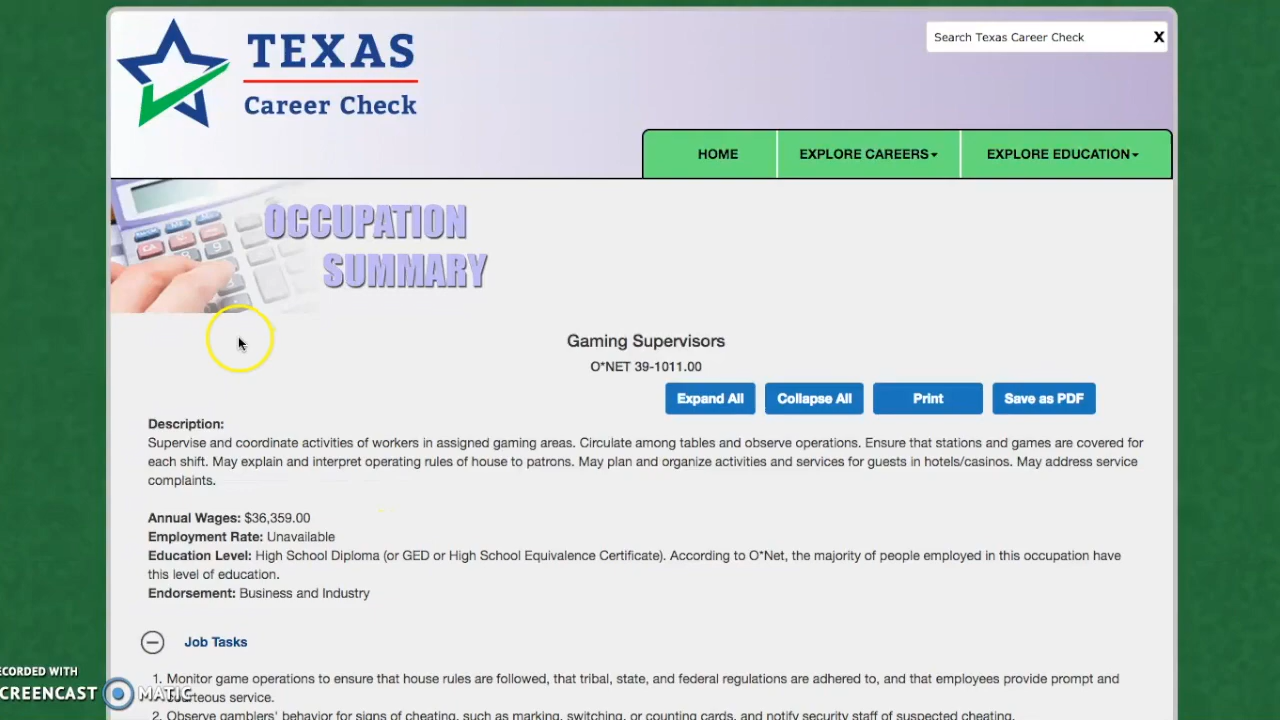 TEXAS
Career Check
Search Texas Career Check X
HOME EXPLORE CAREERS EXPLORE EDUCATION
OCCUPATION
SUMMARY
Gaming Supervisors
O*NET 39-1011.00
Expand All Collapse All Print Save as PDF
Description:
Supervise and coordinate activities of workers in assigned gaming areas. Circulate among tables and observe operations. Ensure that stations and games are covered for
each shift. May explain and interpret operating rules of house to patrons. May plan and organize activities and services for guests in hotels/casinos. May address service
complaints.
Annual Wages: $36,359.00
Employment Rate: Unavailable
Education Level: High School Diploma (or GED or High School Equivalence Certificate). According to O*Net, the majority of people employed in this occupation have
this level of education.
Endorsement: Business and Industry
Job Tasks
1. Monitor game operations to ensure that house rules are followed, that tribal, state, and federal regulations are adhered to, and that employees provide prompt and
courteous service.
2. Observe gamblers' behavior for signs of cheating, such as marking, switching, or counting cards, and notify security staff of suspected cheating.
ECORDED WITH
SCREENCAST MATIC